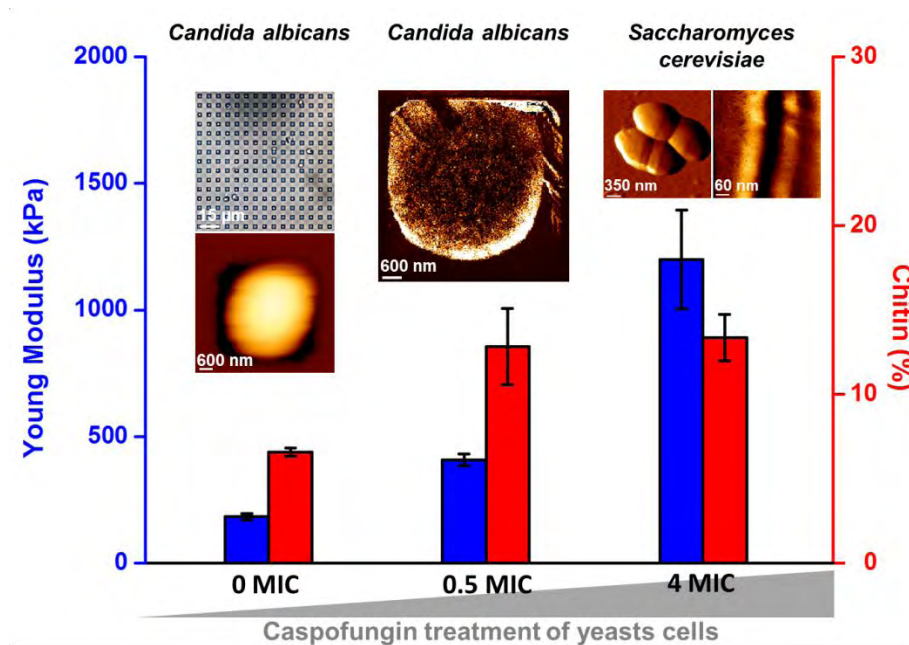 Candida albicans
Candida albicans
Saccharomyces
cerevisiae
2000
1500
1000
500
0
Young Modulus (kPa)
30
20
10
0
Chitin (%)
15 µm
600 nm
600 nm
350 nm
60 nm
0 MIC
0.5 MIC
4 MIC
Caspofungin treatment of yeasts cells